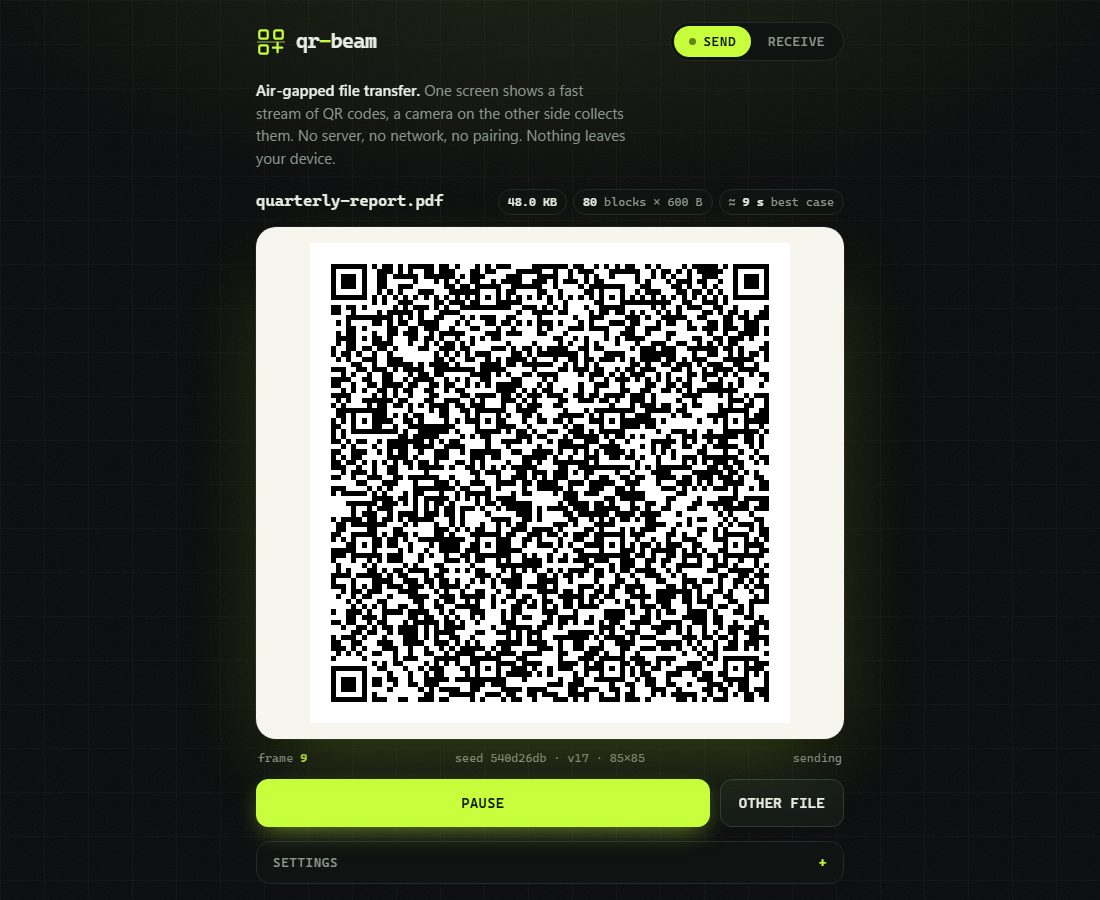 qr-beam
SEND
RECEIVE
Air-gapped file transfer. One screen shows a fast
stream of QR codes, a camera on the other side collects
them. No server, no network, no pairing. Nothing leaves
your device.
quarterly-report.pdf
48.0 KB
80 blocks × 600 B
≈ 9 s best case
frame 9
seed 540d26db · v17 · 85×85
sending
PAUSE
OTHER FILE
SETTINGS
+